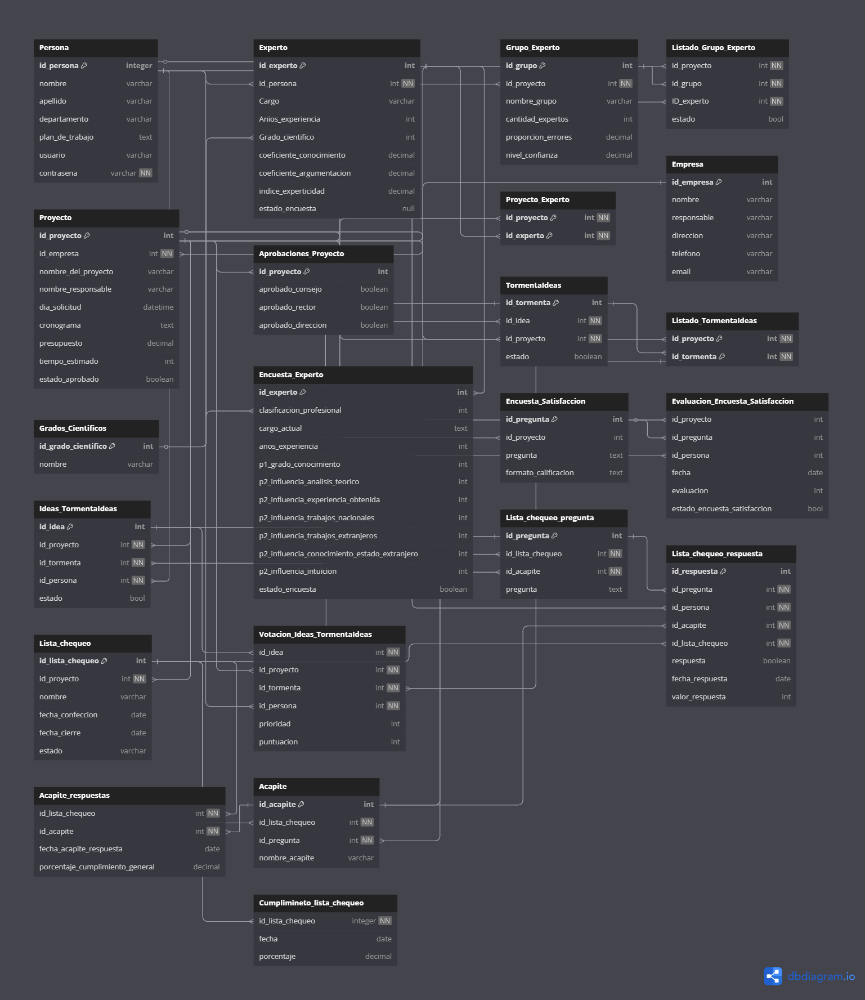 Persona
id_persona integer
nombre varchar
apellido varchar
departamento varchar
plan_de_trabajo text
usuario varchar
contrasena varchar NN
Experto
id_experto int
id_persona int NN
Cargo varchar
Anios_experiencia int
Grado_cientifico int
coeficiente_conocimiento decimal
coeficiente_argumentacion decimal
indice_experticidad decimal
estado_encuesta null
Grupo_Experto
id_grupo int
id_proyecto int NN
nombre_grupo varchar
cantidad_expertos int
proporcion_errores decimal
nivel_confianza decimal
Listado_Grupo_Experto
id_proyecto int NN
id_grupo int NN
ID_experto int NN
estado bool
Empresa
id_empresa int
nombre varchar
responsable varchar
direccion varchar
telefono varchar
email varchar
Proyecto_Experto
id_proyecto int NN
id_experto int NN
Proyecto
id_proyecto int
id_empresa int NN
nombre_del_proyecto varchar
nombre_responsable varchar
dia_solicitud datetime
cronograma text
presupuesto decimal
tiempo_estimado int
estado_aprobado boolean
Aprobaciones_Proyecto
id_proyecto int
aprobado_consejo boolean
aprobado_rector boolean
aprobado_direccion boolean
TormentaIdeas
id_tormenta int
id_idea int NN
id_proyecto int NN
estado boolean
Listado_TormentaIdeas
id_proyecto int NN
id_tormenta int NN
Encuesta_Experto
id_experto int
clasificacion_profesional int
cargo_actual text
anos_experiencia int
p1_grado_conocimiento int
p2_influencia_analisis_teorico int
p2_influencia_experiencia_obtenida int
p2_influencia_trabajos_nacionales int
p2_influencia_trabajos_extranjeros int
p2_influencia_conocimiento_estado_extranjero int
p2_influencia_intuicion int
estado_encuesta boolean
Encuesta_Satisfaccion
id_pregunta int
id_proyecto int
pregunta text
formato_calificacion text
Evaluacion_Encuesta_Satisfaccion
id_proyecto int
id_pregunta int
id_persona int
fecha date
evaluacion int
estado_encuesta_satisfaccion bool
Grados_Cientificos
id_grado_cientifico int
nombre varchar
Ideas_TormentaIdeas
id_idea int
id_proyecto int NN
id_tormenta int NN
id_persona int NN
estado bool
Lista_chequeo_pregunta
id_pregunta int
id_lista_chequeo int NN
id_acapite int NN
pregunta text
Lista_chequeo_respuesta
id_respuesta int
id_pregunta int NN
id_persona int NN
id_acapite int NN
id_lista_chequeo int NN
respuesta boolean
fecha_respuesta date
valor_respuesta int
Lista_chequeo
id_lista_chequeo int
id_proyecto int NN
nombre varchar
fecha_confeccion date
fecha_cierre date
estado varchar
Votacion_Ideas_TormentaIdeas
id_idea int NN
id_proyecto int NN
id_tormenta int NN
id_persona int NN
prioridad int
puntuacion int
Acapite_respuestas
id_lista_chequeo int NN
id_acapite int NN
fecha_acapite_respuesta date
porcentaje_cumplimiento_general decimal
Acapite
id_acapite int
id_lista_chequeo int NN
id_pregunta int NN
nombre_acapite varchar
Cumplimineto_lista_chequeo
id_lista_chequeo integer NN
fecha date
porcentaje decimal
dbdiagram.io